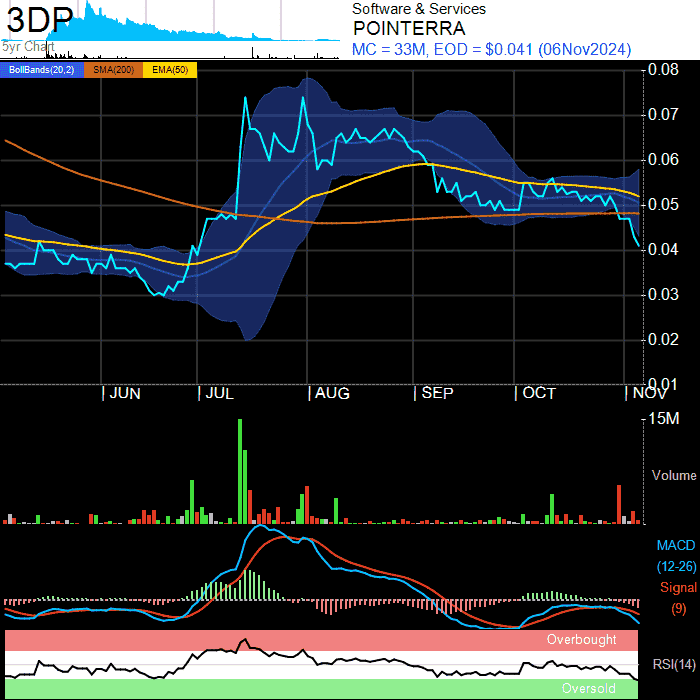 3DP
5yr Chart
Software & Services
POINTERRA
MC = 33M, EOD = $0.041 (06Nov2024)
BollBands(20,2) SMA(200) EMA(50)
0.08
0.07
0.06
0.05
0.04
0.03
0.02
0.01
| JUN | JUL | AUG | SEP | OCT | NOV
15M
Volume
MACD
(12-26)
Signal
(9)
Overbought
RSI(14)
Oversold